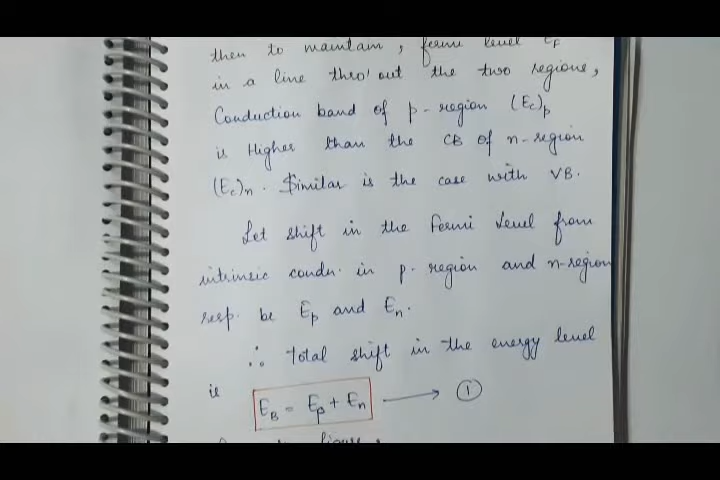 then to maintain, fermi level EF
in a line thro'out the two regions,
Conduction band of p-region (Ec)p
is Higher than the CB of n-region
(Ec)n. Similar is the case with VB.
Let shift in the Fermi Level from
intrinsic condn. in p-region and n-region
resp. be Ep and En.
∴ Total shift in the energy level
is
EB = Ep + En → ①
figure,